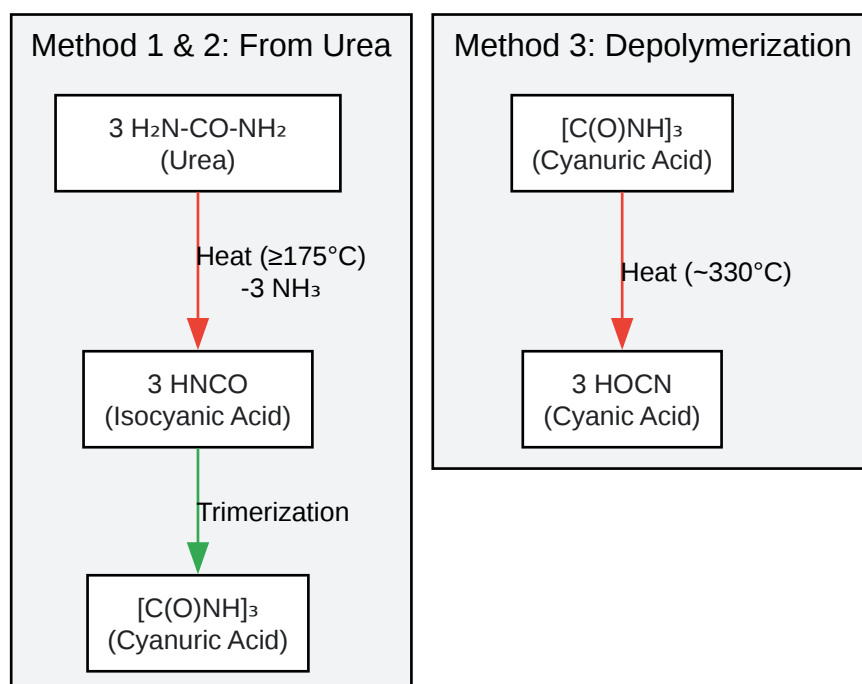 Method 1 & 2: From Urea
3 H₂N-CO-NH₂
(Urea)
Heat (≥175°C)
-3 NH₃
3 HNCO
(Isocyanic Acid)
Trimerization
[C(O)NH]₃
(Cyanuric Acid)
Method 3: Depolymerization
[C(O)NH]₃
(Cyanuric Acid)
Heat (~330°C)
3 HOCN
(Cyanic Acid)